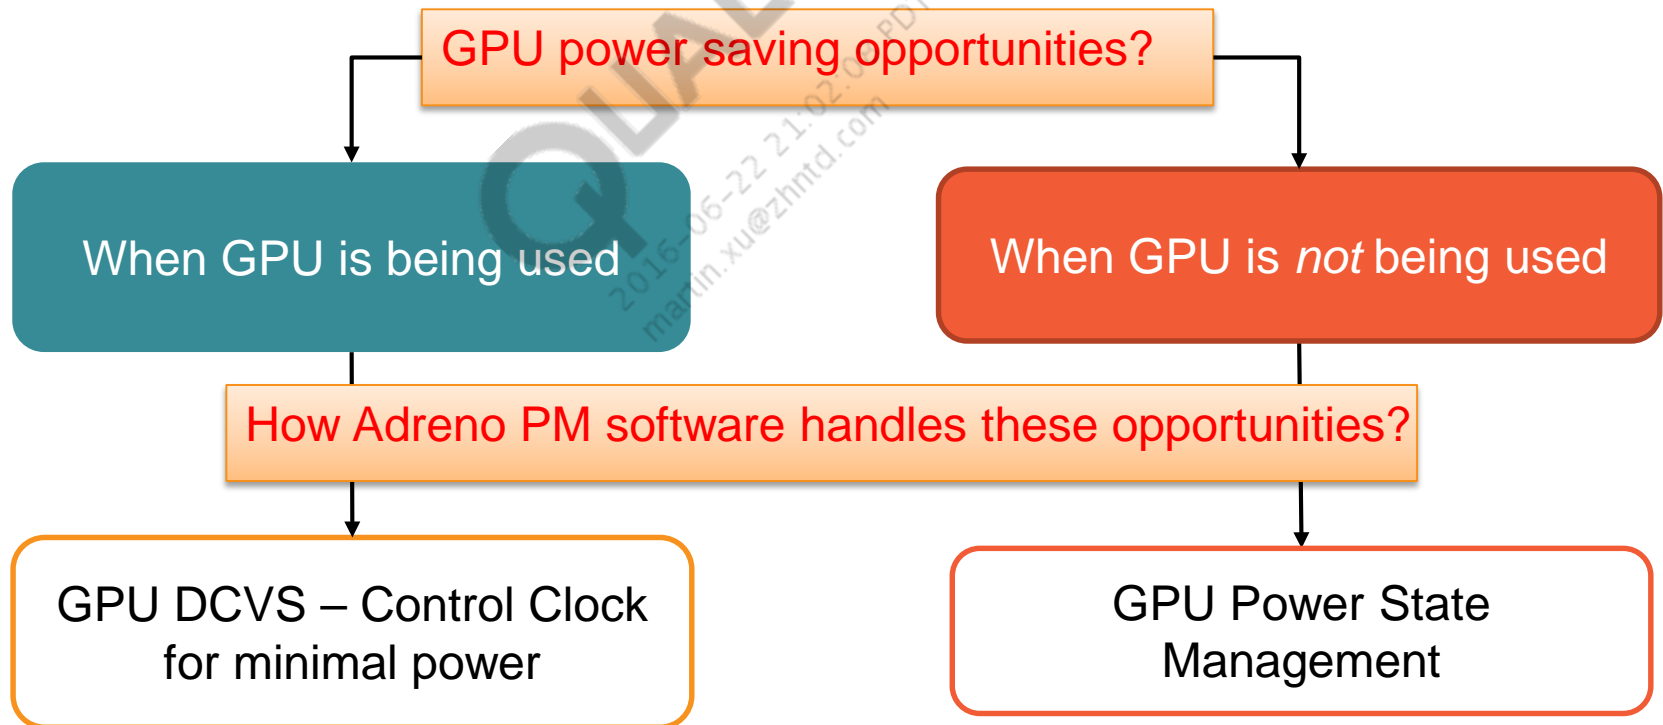 GPU power saving opportunities?
When GPU is being used
When GPU is not being used
How Adreno PM software handles these opportunities?
GPU DCVS – Control Clock
for minimal power
GPU Power State
Management
2016-06-22 21:02:0 PDT
martin.xu@zhntd.com